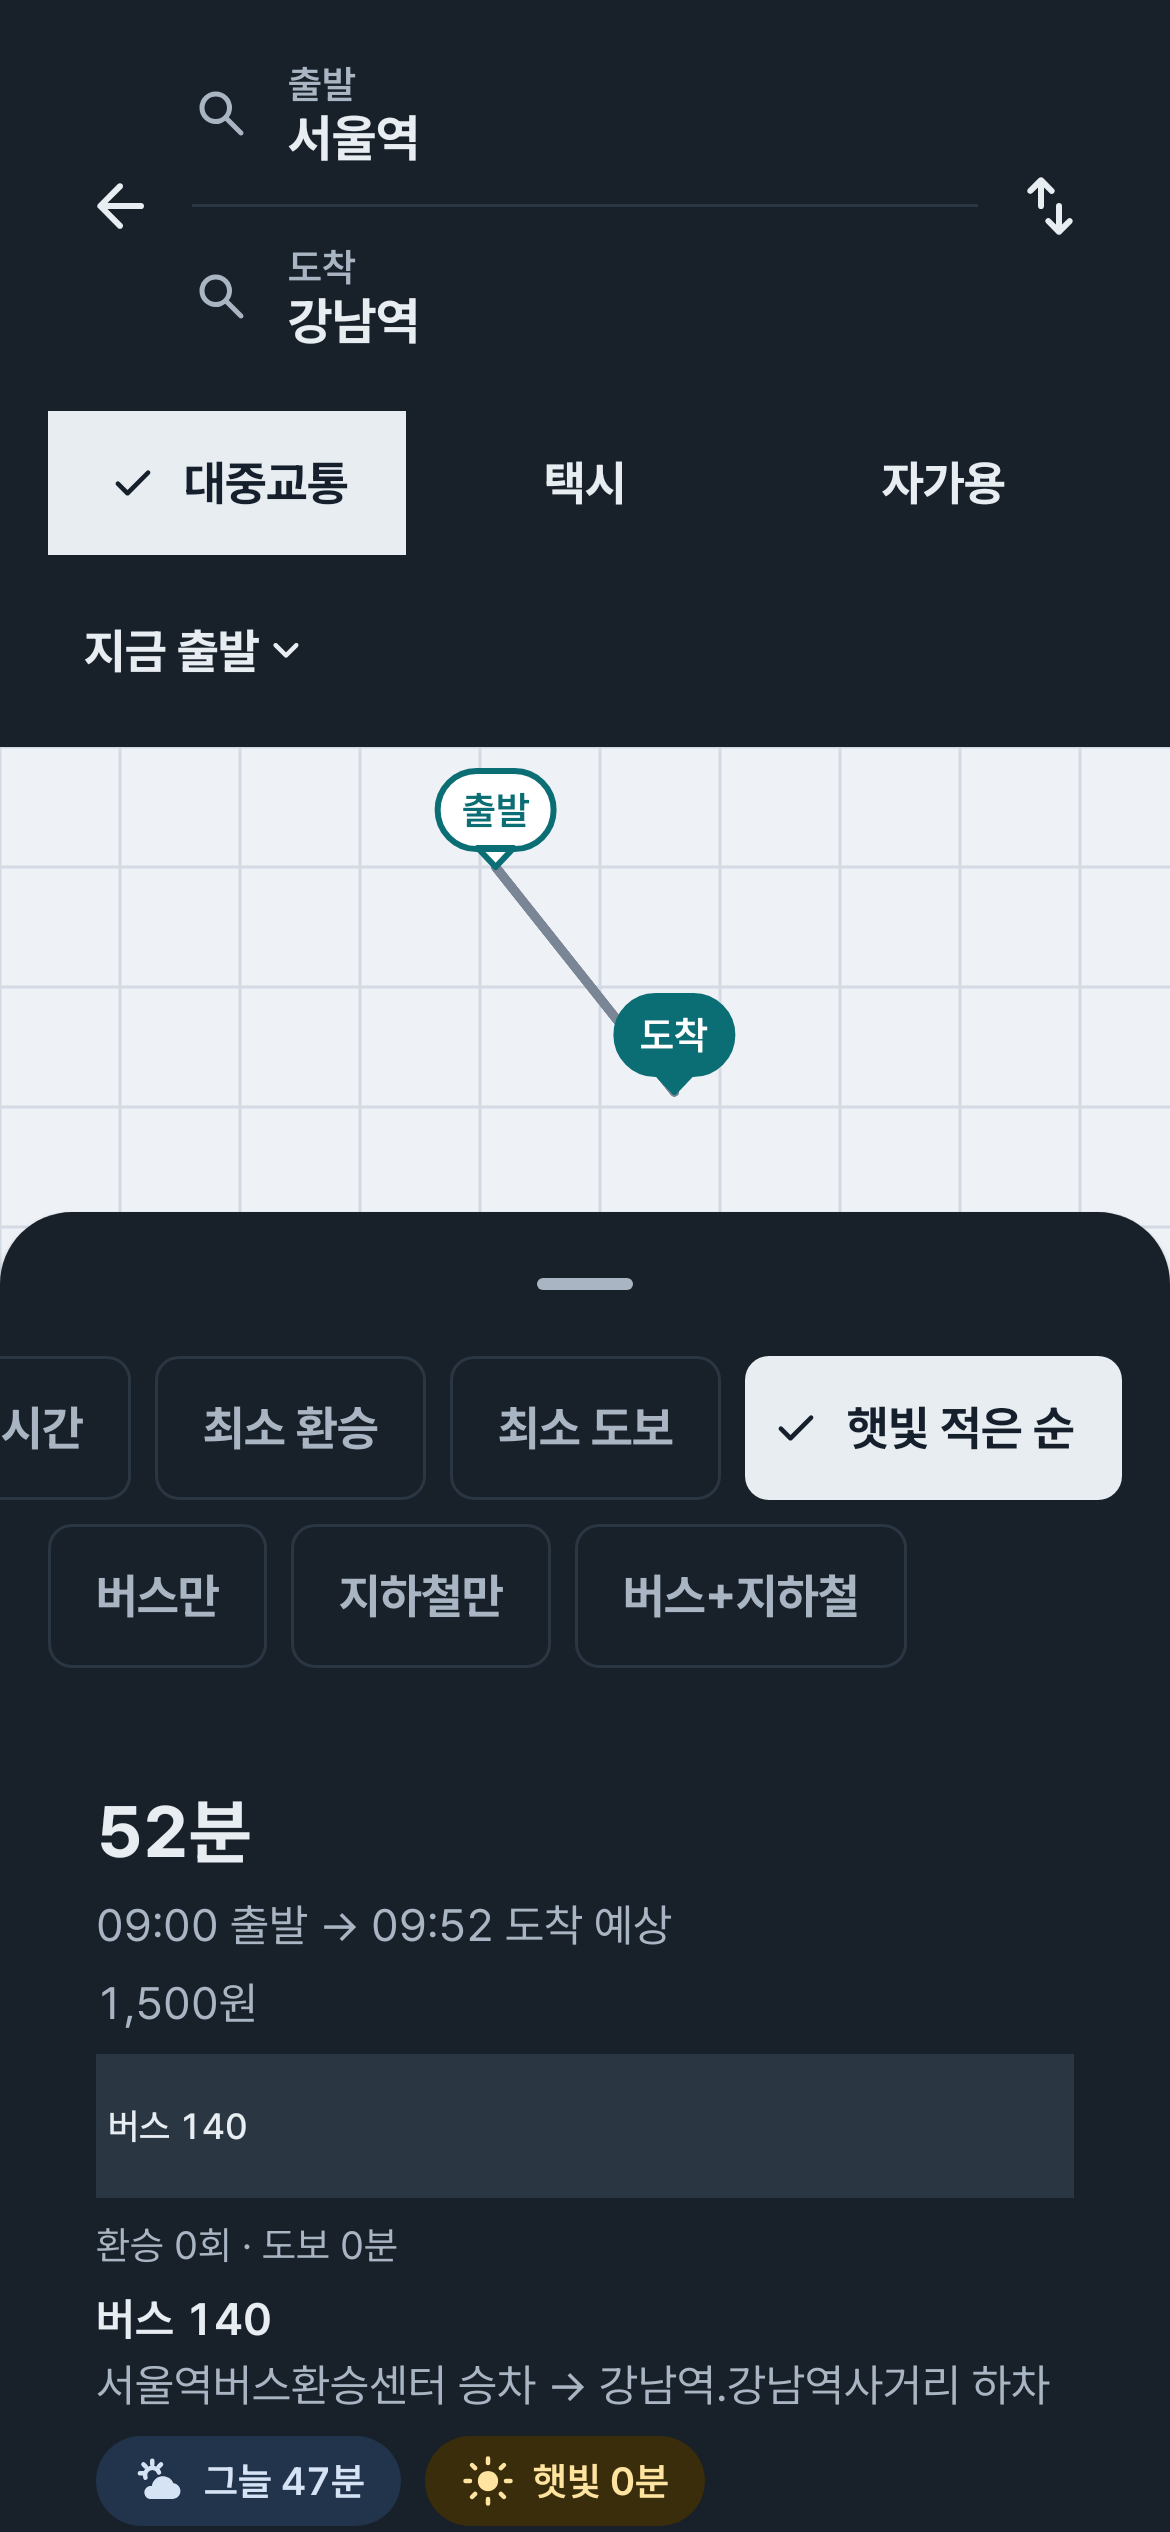 출발
서울역
도착
강남역
대중교통
택시
자가용
지금 출발
출발
도착
시간
최소 환승
최소 도보
햇빛 적은 순
버스만
지하철만
버스+지하철
52분
09:00 출발 → 09:52 도착 예상
1,500원
버스 140
환승 0회 · 도보 0분
버스 140
서울역버스환승센터 승차 → 강남역.강남역사거리 하차
그늘 47분
햇빛 0분